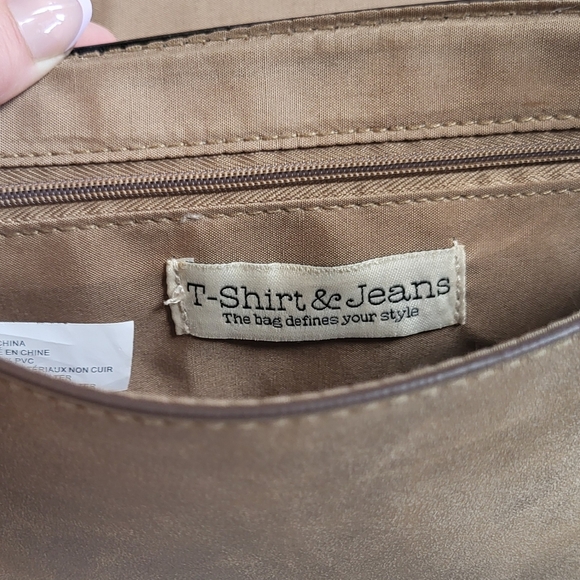 T-Shirt & Jeans
The bag defines your style
CHINA
EN CHINE
PVC
NON CUIR